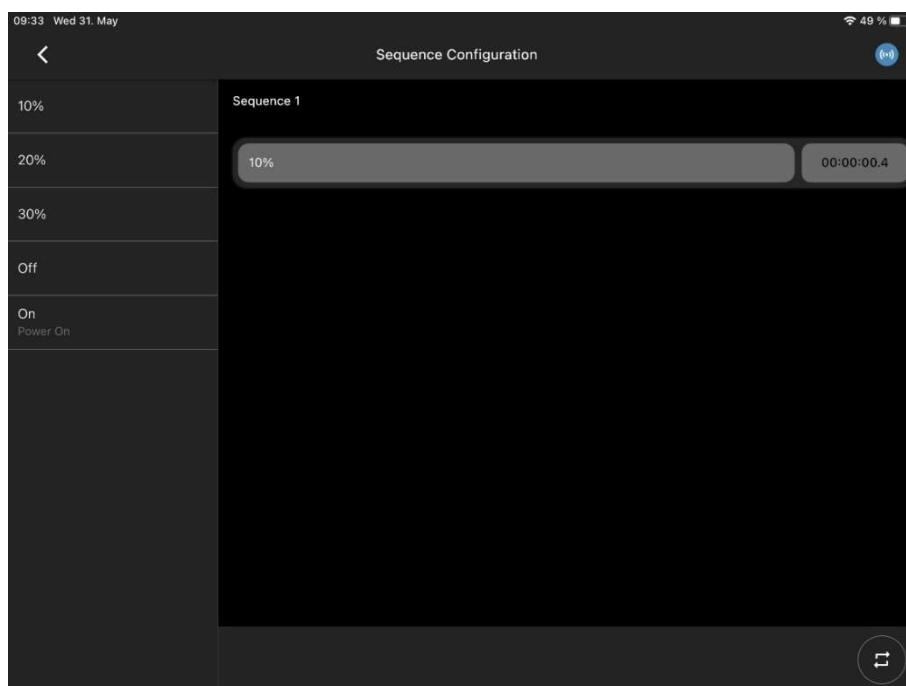 09:33 Wed 31. May
49 %
Sequence Configuration
10%
20%
30%
Off
On
Power On
Sequence 1
10%
00:00:00.4